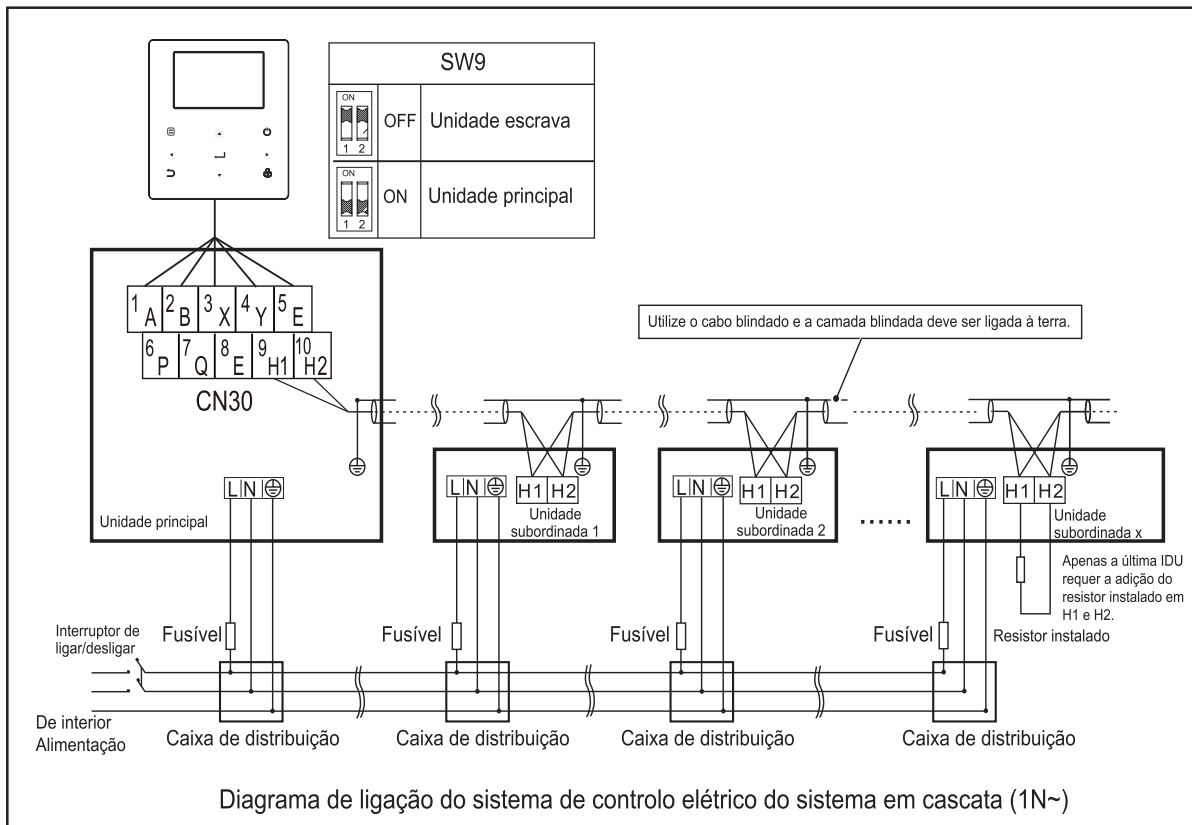 SW9
ON
1 2
OFF
Unidade escrava
ON
1 2
ON
Unidade principal
1 A
2 B
3 X
4 Y
5 E
6 P
7 Q
8 E
9 H1
10 H2
CN30
Utilize o cabo blindado e a camada blindada deve ser ligada à terra.
L N
Unidade principal
L N
H1 H2
Unidade
subordinada 1
L N
H1 H2
Unidade
subordinada 2
......
L N
H1 H2
Unidade
subordinada x
Apenas a última IDU
requer a adição do
resistor instalado em
H1 e H2.
Interruptor de
ligar/desligar
Fusível
Fusível
Fusível
Fusível
Resistor instalado
De interior
Alimentação
Caixa de distribuição
Caixa de distribuição
Caixa de distribuição
Caixa de distribuição
Diagrama de ligação do sistema de controlo elétrico do sistema em cascata (1N~)